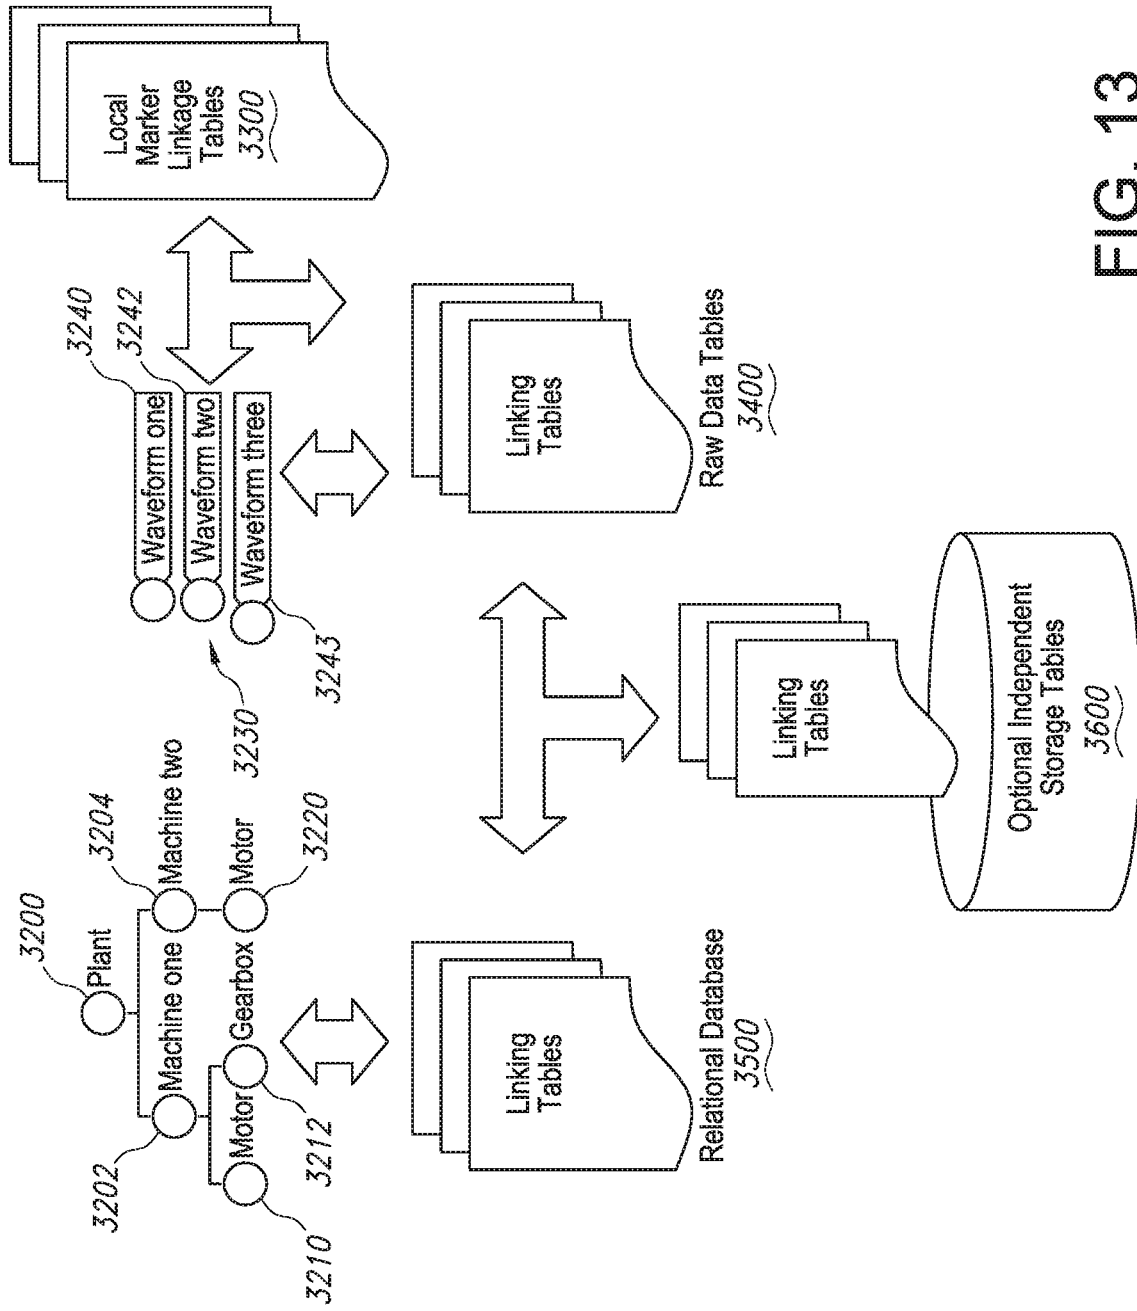 3200
Plant
3202
Machine one
3204
Machine two
3210
Motor
3212
Gearbox
3220
Motor
3230
3240
Waveform one
3242
Waveform two
3243
Waveform three
Local
Marker
Linkage
Tables
3300
Linking
Tables
Relational Database
3500
Linking
Tables
Raw Data Tables
3400
Linking
Tables
Optional Independent
Storage Tables
3600
FIG. 13